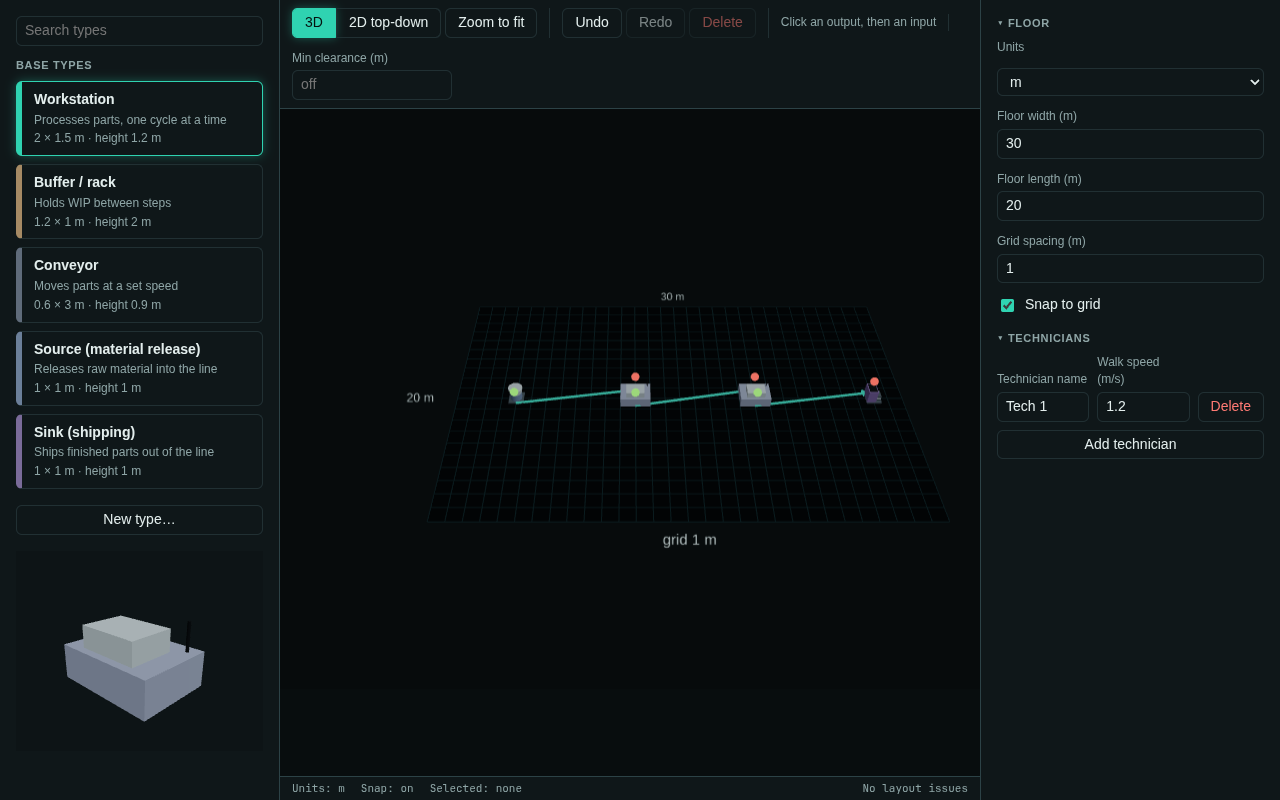 Search types
BASE TYPES
Workstation
Processes parts, one cycle at a time
2 × 1.5 m · height 1.2 m
Buffer / rack
Holds WIP between steps
1.2 × 1 m · height 2 m
Conveyor
Moves parts at a set speed
0.6 × 3 m · height 0.9 m
Source (material release)
Releases raw material into the line
1 × 1 m · height 1 m
Sink (shipping)
Ships finished parts out of the line
1 × 1 m · height 1 m
New type…
3D
2D top-down
Zoom to fit
Undo
Redo
Delete
Click an output, then an input
Min clearance (m)
off
30 m
20 m
grid 1 m
Units: m
Snap: on
Selected: none
No layout issues
FLOOR
Units
m
Floor width (m)
30
Floor length (m)
20
Grid spacing (m)
1
Snap to grid
TECHNICIANS
Technician name
Walk speed
(m/s)
Tech 1
1.2
Delete
Add technician